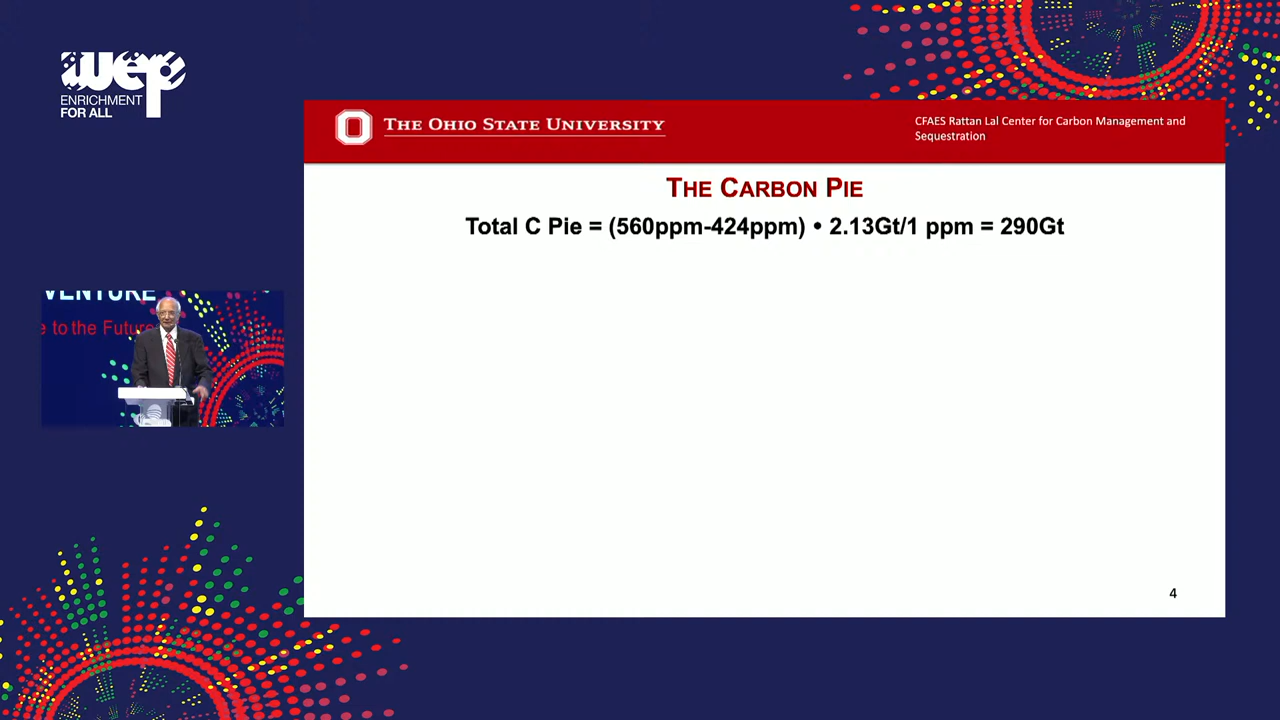 wep
ENRICHMENT
FOR ALL
THE OHIO STATE UNIVERSITY
CFAES Rattan Lal Center for Carbon Management and
Sequestration
THE CARBON PIE
Total C Pie = (560ppm-424ppm) • 2.13Gt/1 ppm = 290Gt
VENTURE
e to the Future
4